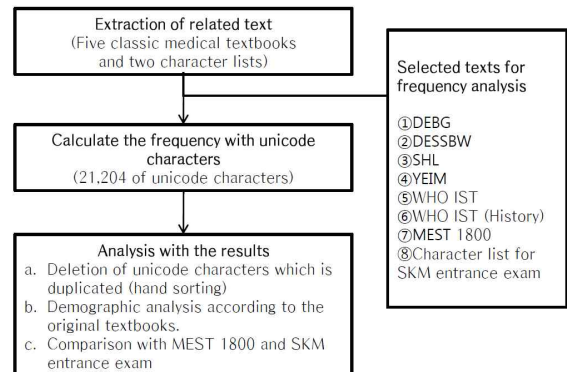 Extraction of related text
(Five classic medical textbooks
and two character lists)
Calculate the frequency with unicode
characters
(21,204 of unicode characters)
Analysis with the results
a. Deletion of unicode characters which is
duplicated (hand sorting)
b. Demographic analysis according to the
original textbooks.
c. Comparison with MEST 1800 and SKM
entrance exam
Selected texts for
frequency analysis
①DEBG
②DESSBW
③SHL
④YEIM
⑤WHO IST
⑥WHO IST (History)
⑦MEST 1800
⑧Character list for
SKM entrance exam